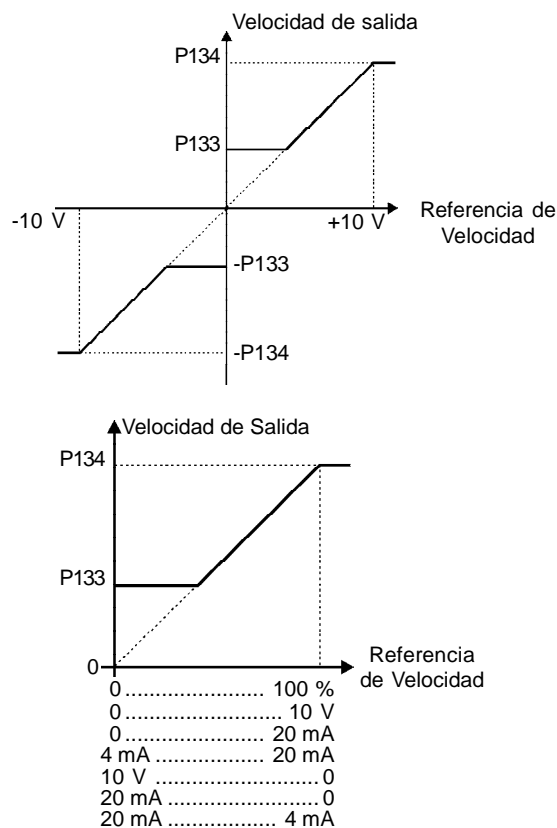 Velocidad de salida
P134
P133
-10 V
+10 V
Referencia de
Velocidad
-P133
-P134
Velocidad de Salida
P134
P133
0
Referencia
de Velocidad
0 ...................... 100 %
0 .......................... 10 V
0 ...................... 20 mA
4 mA .................. 20 mA
10 V ............................ 0
20 mA ......................... 0
20 mA .................. 4 mA